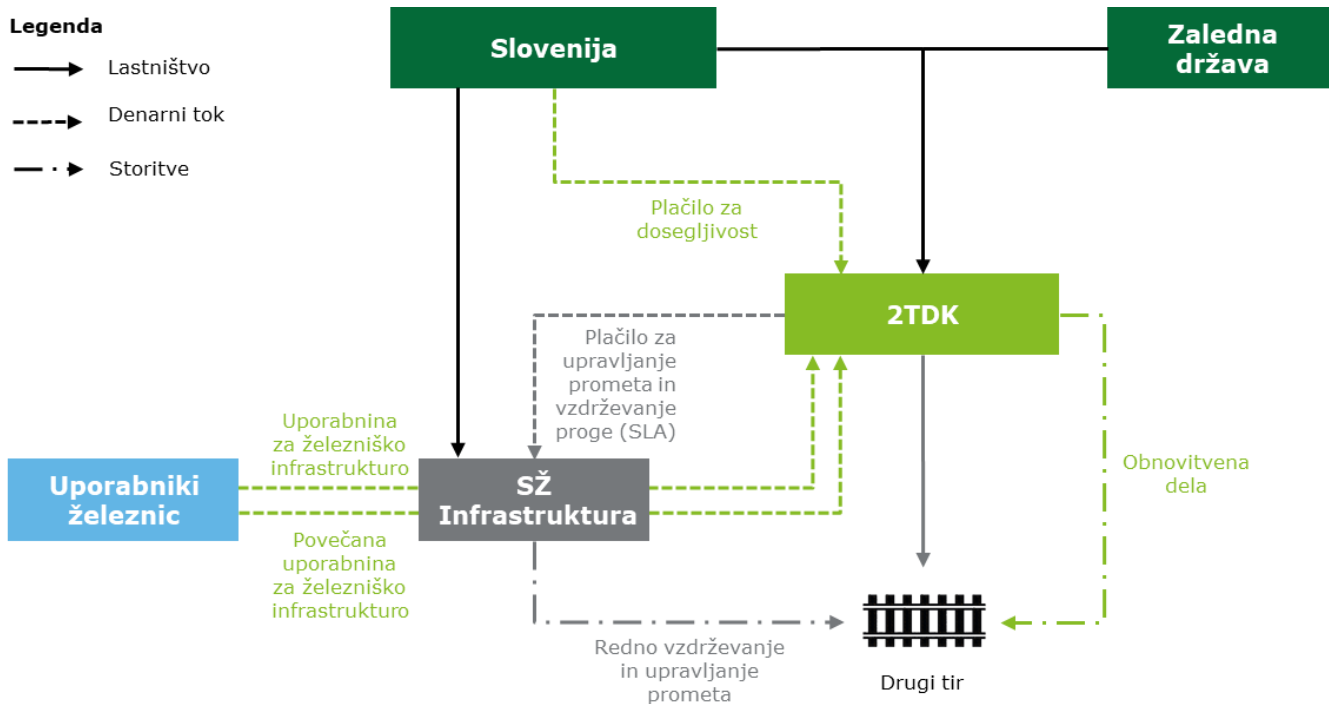 Legenda
Lastništvo
Denarni tok
Storitve
Slovenija
Zaledna
država
Plačilo za
dosegljivost
2TDK
Plačilo za
upravljanje
prometa in
vzdrževanje
proge (SLA)
Uporabnina
za železniško
infrastrukturo
Uporabniki
železnic
SŽ
Infrastruktura
Obnovitvena
dela
Povečana
uporabnina
za železniško
infrastrukturo
Redno vzdrževanje
in upravljanje
prometa
Drugi tir